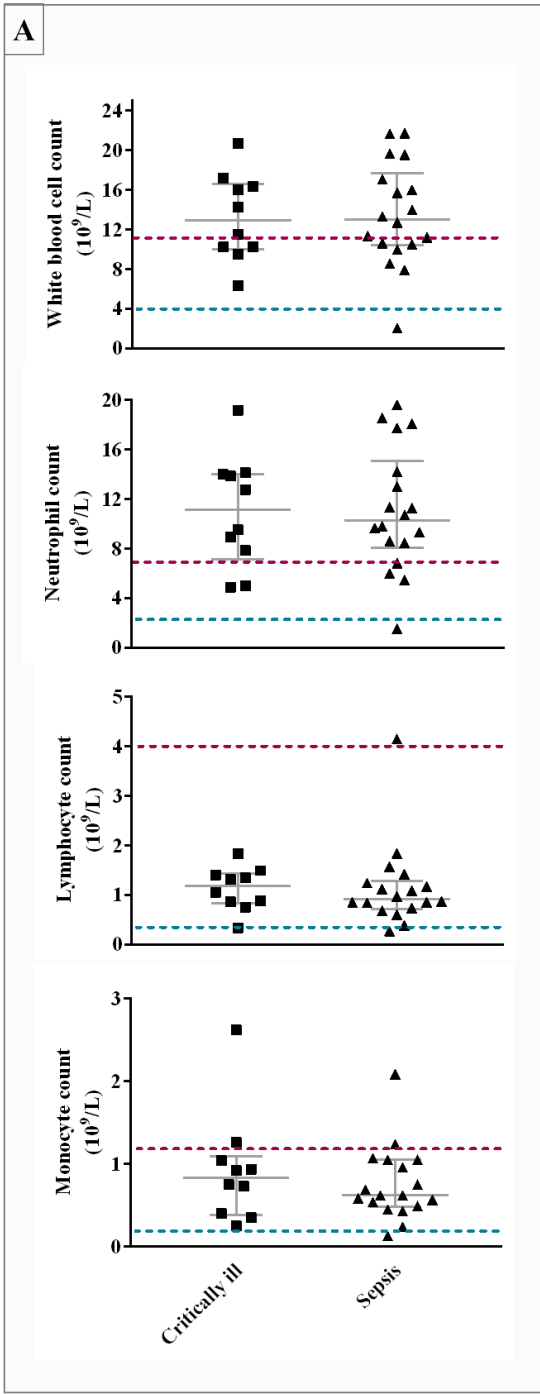 A
White blood cell count
(10⁹/L)
24
20
16
12
8
4
0
Neutrophil count
(10⁹/L)
20
16
12
8
4
0
Lymphocyte count
(10⁹/L)
5
4
3
2
1
0
Monocyte count
(10⁹/L)
3
2
1
0
Critically ill
Sepsis